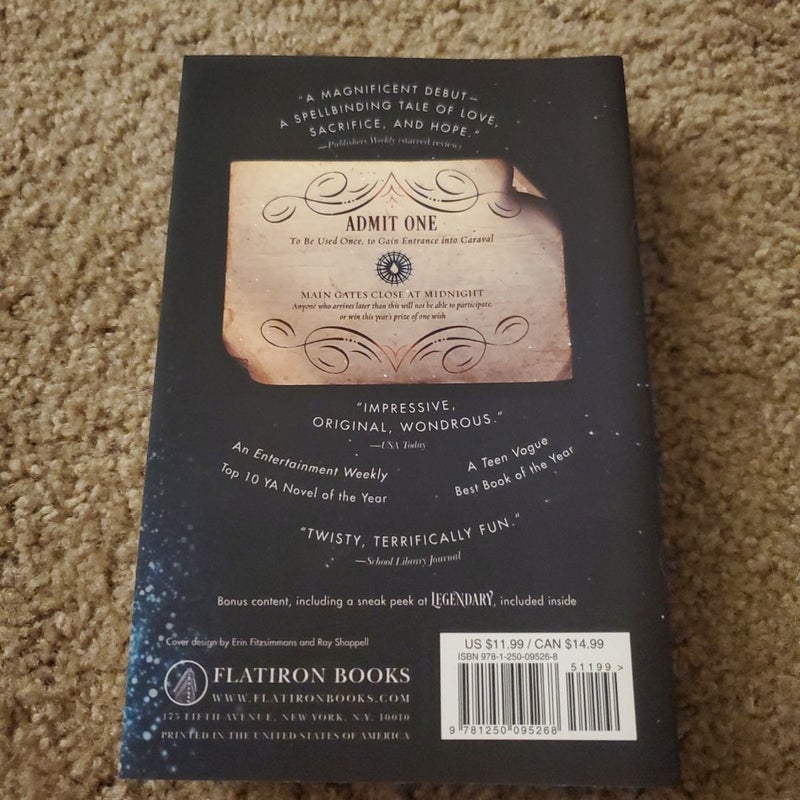 "A MAGNIFICENT DEBUT—
A SPELLBINDING TALE OF LOVE,
SACRIFICE, AND HOPE."
—Publishers Weekly (starred review)
ADMIT ONE
To Be Used Once, to Gain Entrance into Caraval
MAIN GATES CLOSE AT MIDNIGHT
Anyone who arrives later than this will not be able to participate,
or win this year's prize of one wish
"IMPRESSIVE,
ORIGINAL, WONDROUS."
—USA Today
An Entertainment Weekly
Top 10 YA Novel of the Year
A Teen Vogue
Best Book of the Year
"TWISTY, TERRIFICALLY FUN."
—School Library Journal
Bonus content, including a sneak peek at LEGENDARY, included inside
Cover design by Erin Fitzsimmons and Ray Shappell
FLATIRON BOOKS
WWW.FLATIRONBOOKS.COM
175 FIFTH AVENUE, NEW YORK, N.Y. 10010
PRINTED IN THE UNITED STATES OF AMERICA
US $11.99 / CAN $14.99
ISBN 978-1-250-09526-8
51199>
9 781250 095268